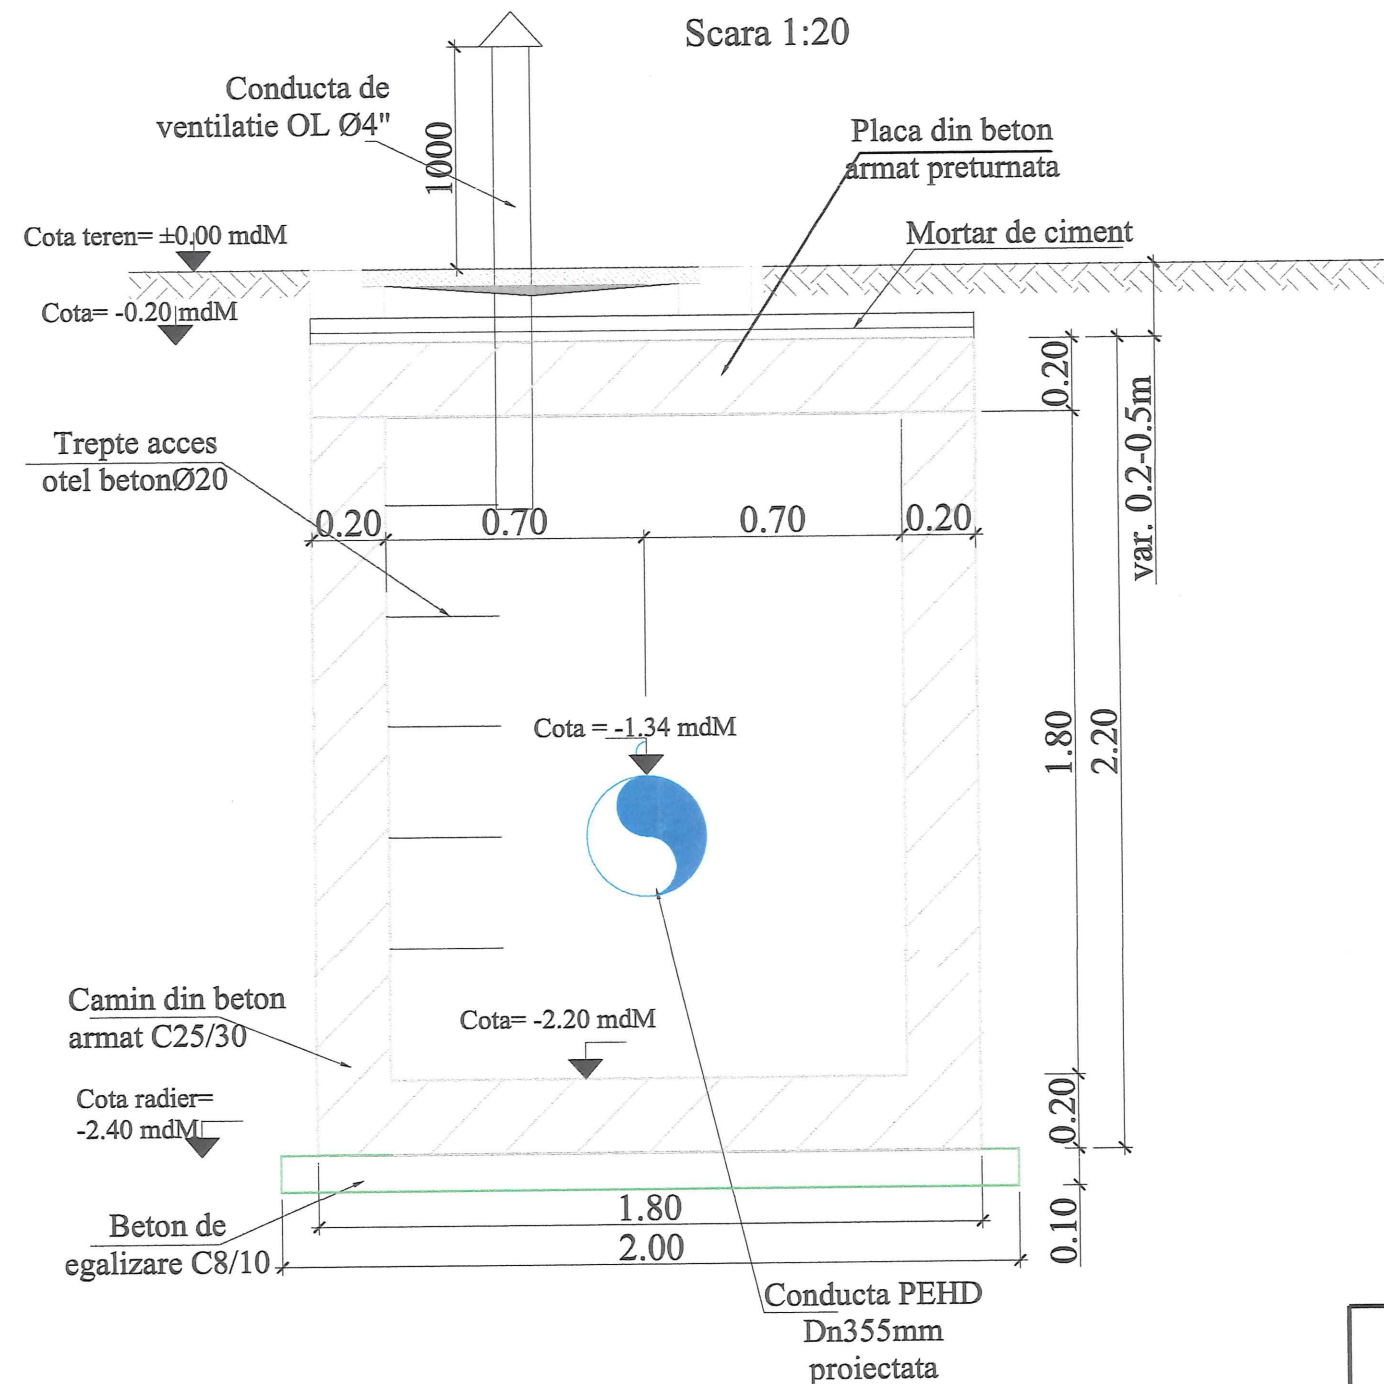 Scara 1:20
Conducta de
ventilatie OL Ø4"
1000
Placa din beton
armat preturnata
Mortar de ciment
Cota teren= ±0.00 mdM
Cota= -0.20 mdM
0.20
var. 0.2-0.5m
Trepte acces
otel betonØ20
0.20 0.70 0.70 0.20
Cota = -1.34 mdM
1.80
2.20
Camin din beton
armat C25/30
Cota= -2.20 mdM
Cota radier=
-2.40 mdM
0.20
0.10
Beton de
egalizare C8/10
1.80
2.00
Conducta PEHD
Dn355mm
proiectata